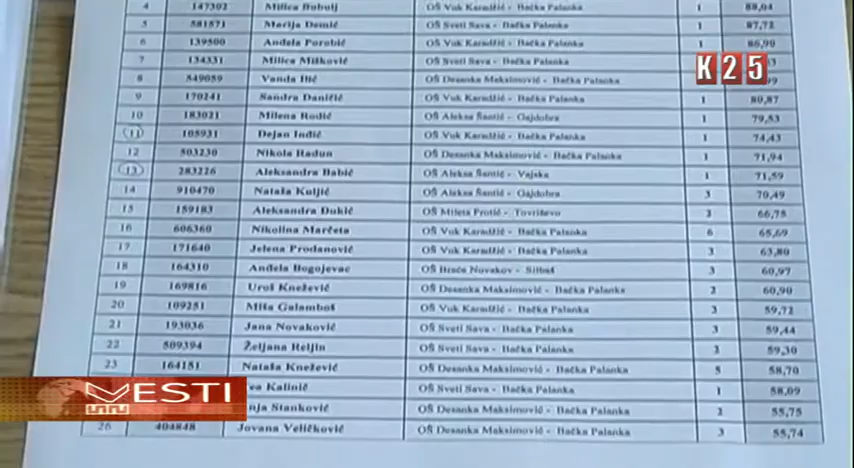 4 147302 Milica Bubulj OŠ Vuk Karadžić - Bačka Palanka 1 88,04
5 581571 Marija Demić OŠ Sveti Sava - Bačka Palanka 1 87,72
6 139500 Anđela Porobić OŠ Vuk Karadžić - Bačka Palanka 1
7 134331 Milica Milković OŠ Sveti Sava - Bačka Palanka
8 549059 Vanda Ilić OŠ Desanka Maksimović - Bačka Palanka
9 170241 Sandra Daničić OŠ Vuk Karadžić - Bačka Palanka 1 80,87
10 183021 Milena Rodić OŠ Aleksa Šantić - Gajdobra 1 79,53
11 105931 Dejan Inđić OŠ Vuk Karadžić - Bačka Palanka 1 74,43
12 503230 Nikola Radun OŠ Desanka Maksimović - Bačka Palanka 1 71,94
13 283226 Aleksandra Babić OŠ Aleksa Šantić - Vajska 1 71,59
14 910470 Nataša Kuljić OŠ Aleksa Šantić - Gajdobra 3 70,49
15 159183 Aleksandra Đukić OŠ Mileta Protić - Tovariševo 66,75
16 606360 Nikolina Marčeta OŠ Vuk Karadžić - Bačka Palanka 6 65,69
17 171640 Jelena Prodanović OŠ Vuk Karadžić - Bačka Palanka 3 63,80
18 164310 Anđela Bogojevac OŠ Braće Novakov - Silbaš 3 60,97
19 169816 Uroš Knežević OŠ Desanka Maksimović - Bačka Palanka 2 60,90
20 109251 Miša Galamboš OŠ Vuk Karadžić - Bačka Palanka 59,72
21 193036 Jana Novaković OŠ Sveti Sava - Bačka Palanka 3 59,44
22 509394 Željana Reljin OŠ Sveti Sava - Bačka Palanka 59,30
23 164151 Nataša Knežević OŠ Desanka Maksimović - Bačka Palanka 5 58,70
Kalinić OŠ Sveti Sava - Bačka Palanka 1 58,09
Stanković OŠ Desanka Maksimović - Bačka Palanka 2 55,75
26 404848 Jovana Veličković OŠ Desanka Maksimović - Bačka Palanka 3 55,74
K25
VESTI